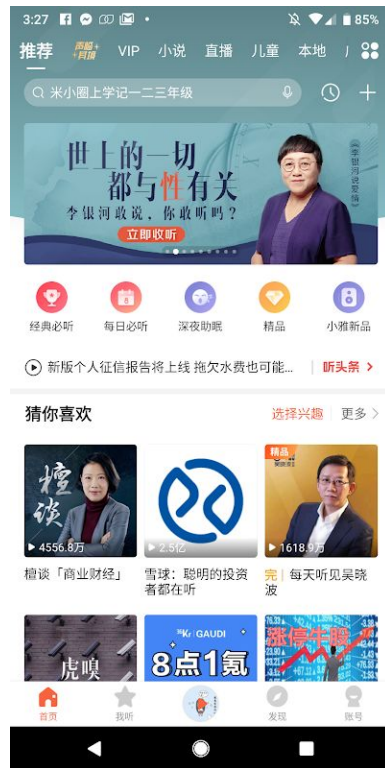 3:27
85%
推荐 VIP 小说 直播 儿童 本地
米小圈上学记一二三年级
世上的一切
都与性有关
李银河敢说，你敢听吗？
立即收听
《李银河说爱情》
经典必听 每日必听 深夜助眠 精品 小雅新品
新版个人征信报告将上线 拖欠水费也可能... 听头条 >
猜你喜欢 选择兴趣 更多 >
檀谈
4556.8万
2.5亿
精品
1618.9万
檀谈「商业财经」
雪球：聪明的投资
者都在听
完 | 每天听见吴晓
波
虎嗅
36Kr GAUDI
8点1氪
涨停牛股
首页 我听 发现 账号